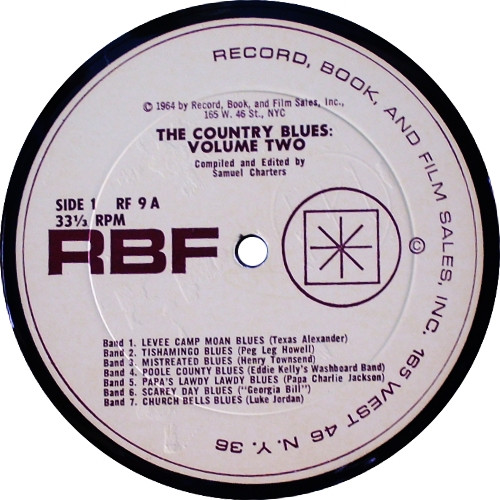 RECORD, BOOK, AND FILM SALES, INC. 165 WEST 46 N.Y. 36
© 1964 by Record, Book, and Film Sales, Inc.,
165 W. 46 St., NYC
THE COUNTRY BLUES:
VOLUME TWO
Compiled and Edited by
Samuel Charters
SIDE 1 RF 9 A
33⅓ RPM
RBF
©
Band 1. LEVEE CAMP MOAN BLUES (Texas Alexander)
Band 2. TISHAMINGO BLUES (Peg Leg Howell)
Band 3. MISTREATED BLUES (Henry Townsend)
Band 4. POOLE COUNTY BLUES (Eddie Kelly's Washboard Band)
Band 5. PAPA'S LAWDY LAWDY BLUES (Papa Charlie Jackson)
Band 6. SCAREY DAY BLUES ("Georgia Bill")
Band 7. CHURCH BELLS BLUES (Luke Jordan)